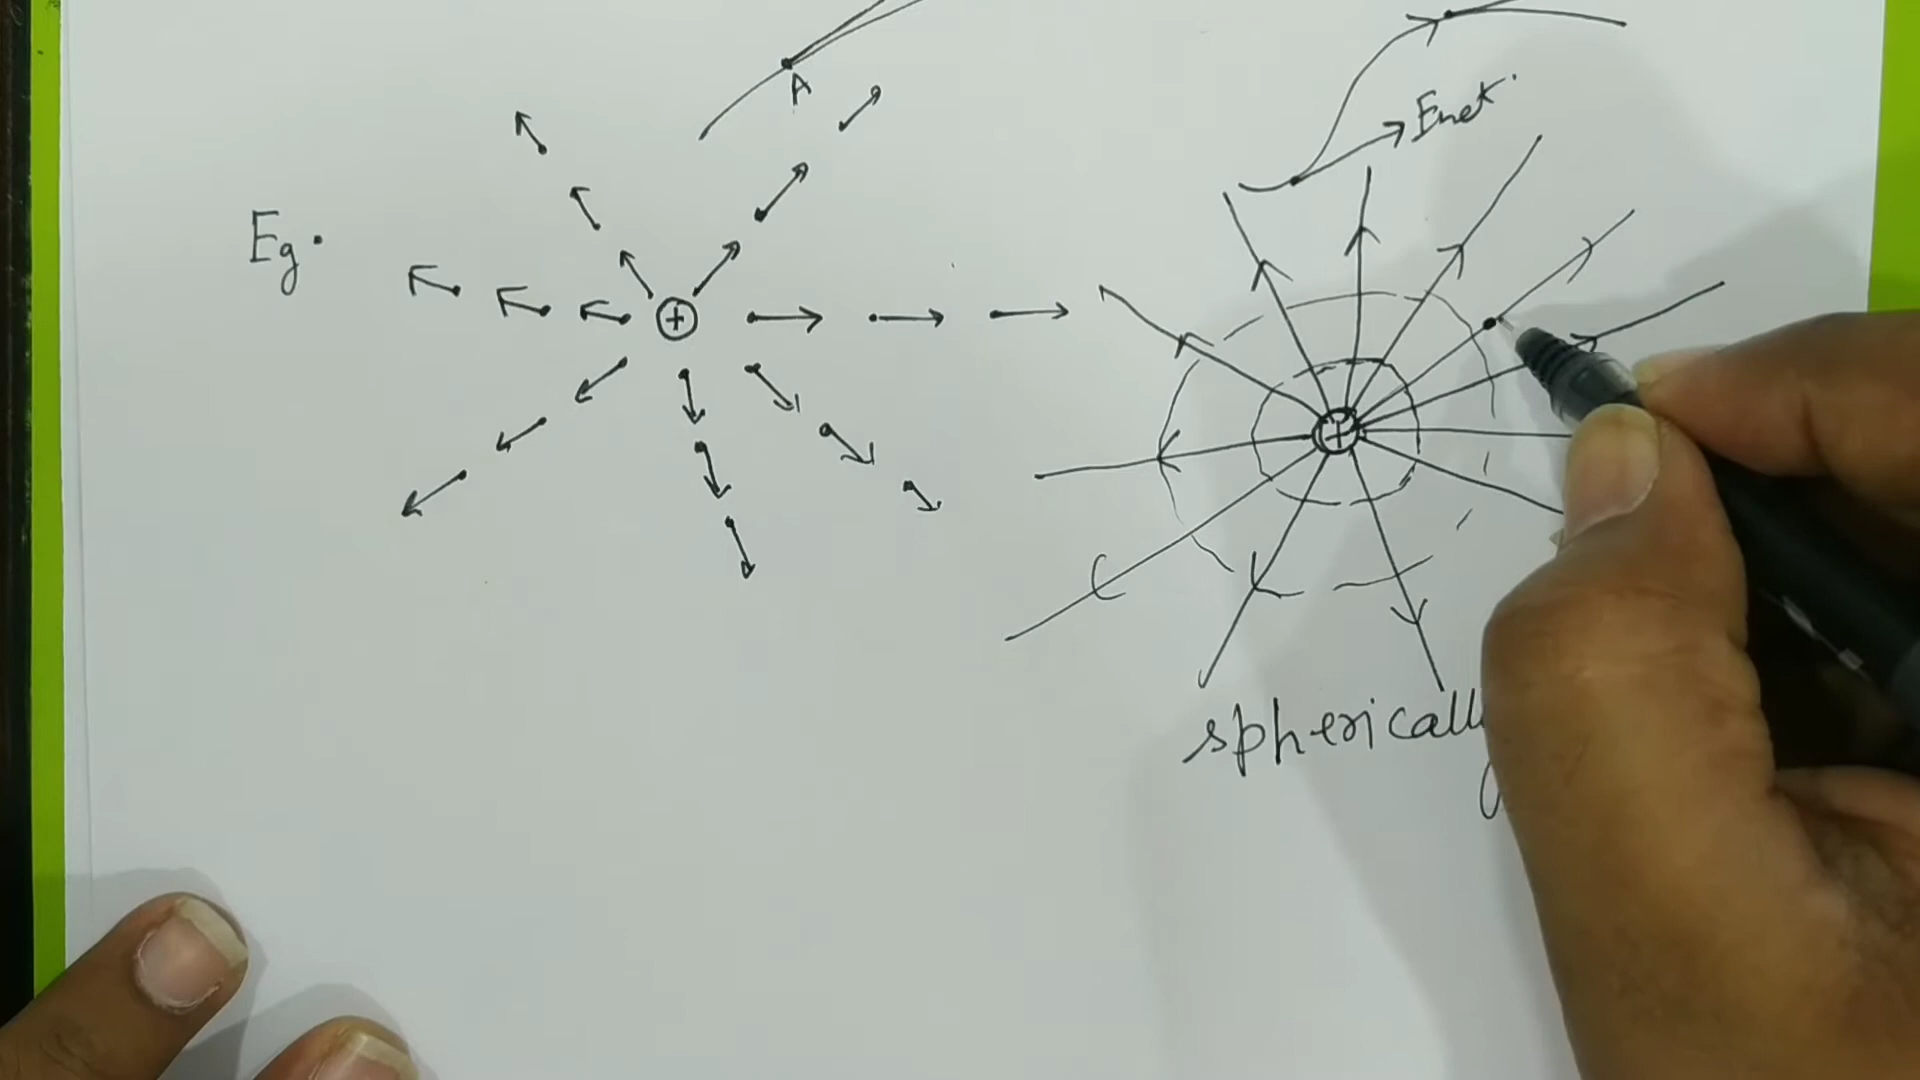 A
Enet.
Eg.
+
+
spherically